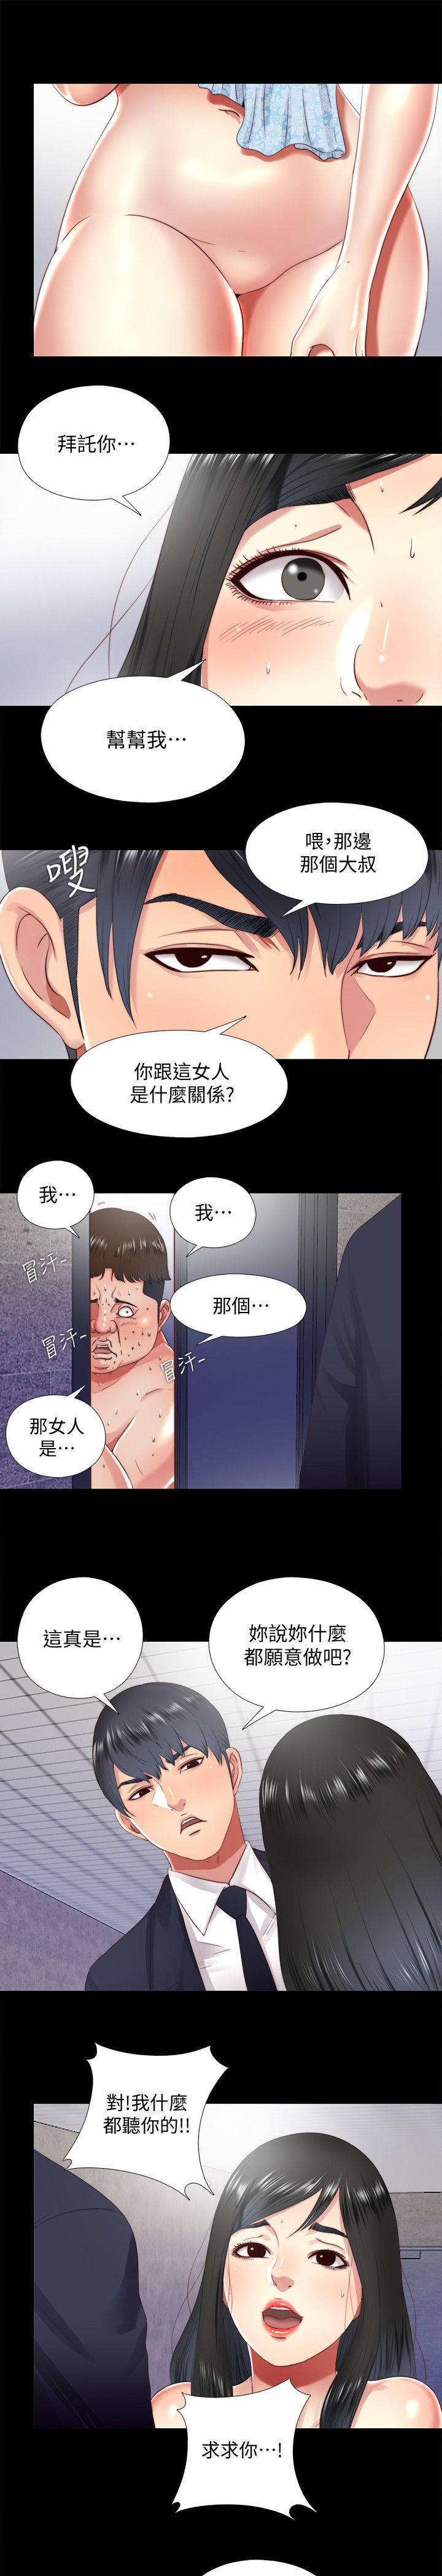 拜託你⋯
幫幫我⋯
嗖
喂，那邊
那個大叔
你跟這女人
是什麼關係?
我⋯
我⋯
冒汗~
那個⋯
冒汗~
冒汗~
那女人
是⋯
這真是⋯
妳說妳什麼
都願意做吧?
對!我什麼
都聽你的!!
求求你⋯!